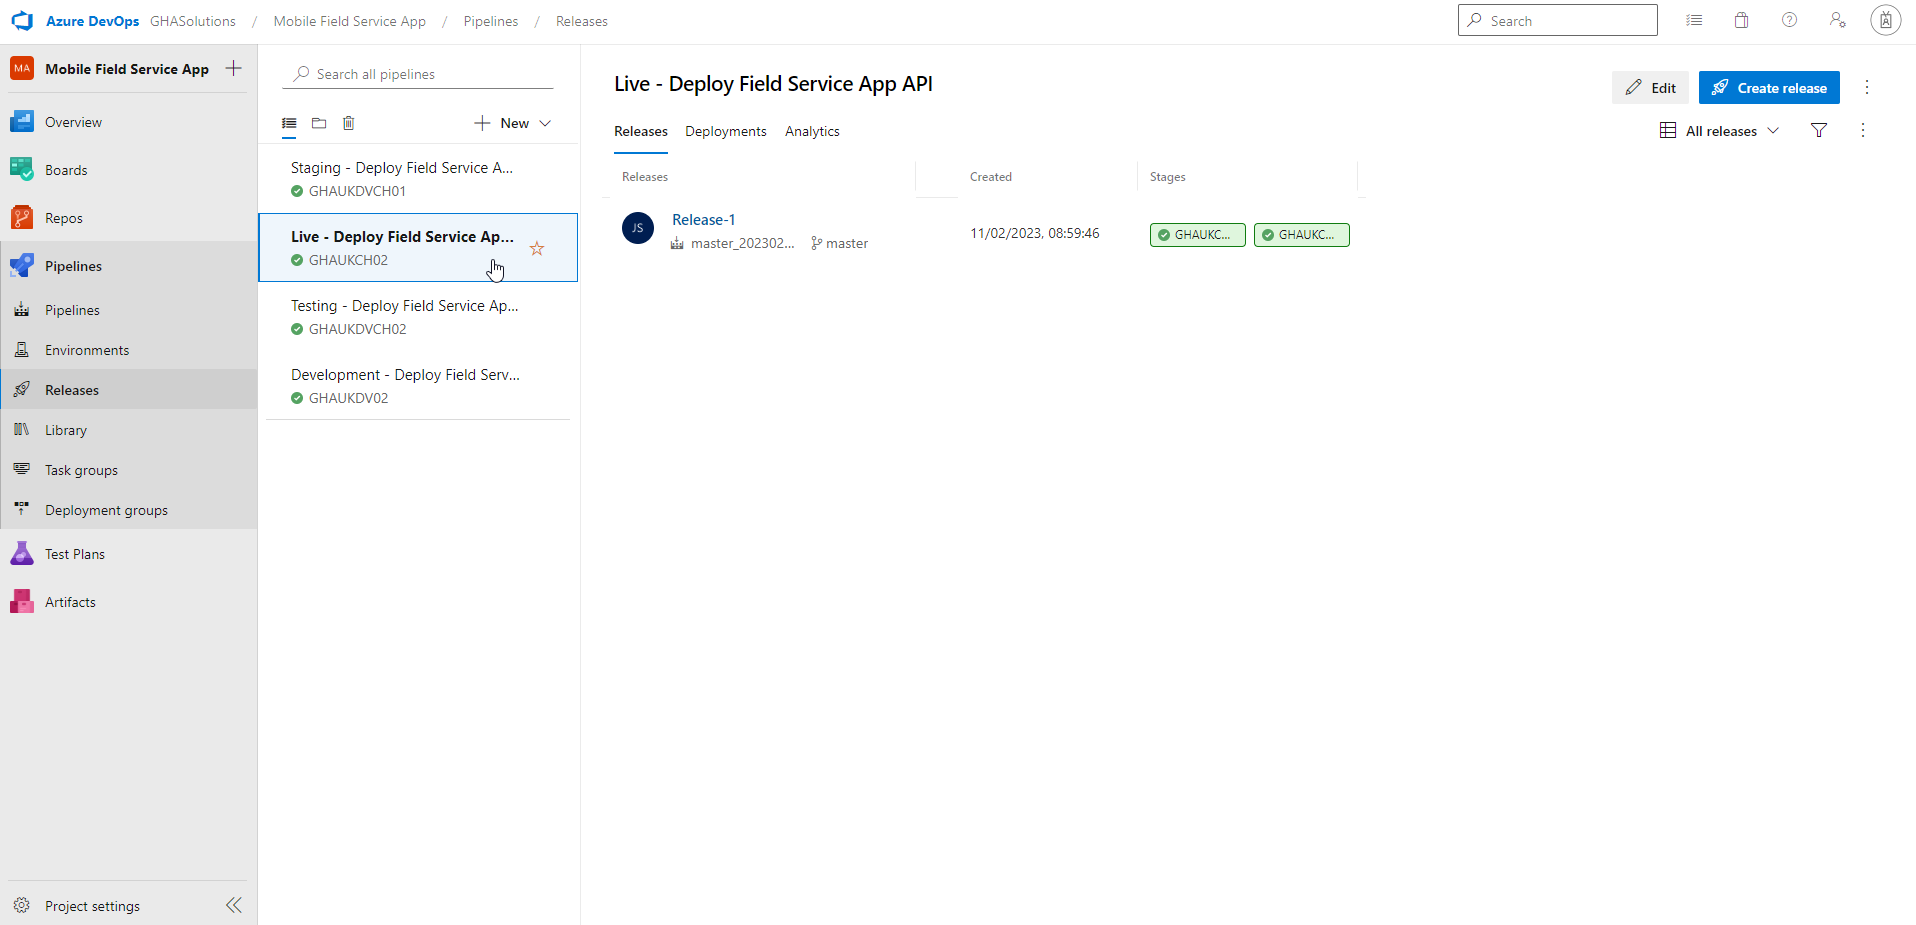 Azure DevOps GHASolutions / Mobile Field Service App / Pipelines / Releases
Search
MA Mobile Field Service App
Overview
Boards
Repos
Pipelines
Pipelines
Environments
Releases
Library
Task groups
Deployment groups
Test Plans
Artifacts
Project settings
Search all pipelines
New
Staging - Deploy Field Service A...
GHAUKDVCH01
Live - Deploy Field Service Ap...
GHAUKCH02
Testing - Deploy Field Service Ap...
GHAUKDVCH02
Development - Deploy Field Serv...
GHAUKDV02
Live - Deploy Field Service App API
Edit
Create release
Releases Deployments Analytics
All releases
Releases Created Stages
JS
Release-1
master_202302... master
11/02/2023, 08:59:46
GHAUKC... GHAUKC...